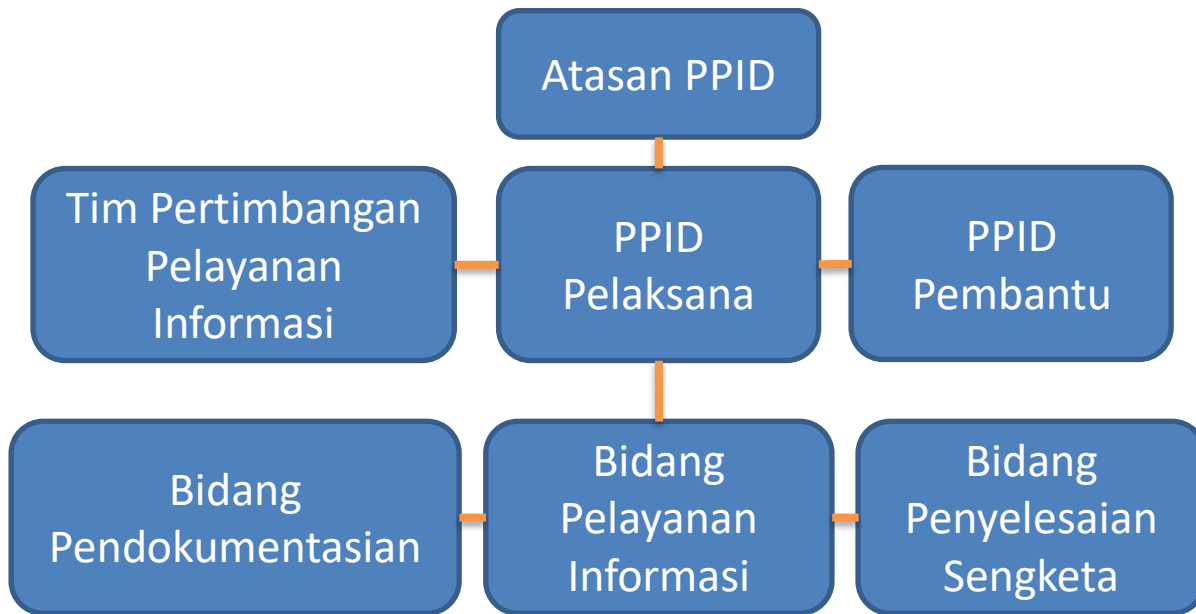 Atasan PPID
Tim Pertimbangan
Pelayanan
Informasi
PPID
Pelaksana
PPID
Pembantu
Bidang
Pendokumentasian
Bidang
Pelayanan
Informasi
Bidang
Penyelesaian
Sengketa